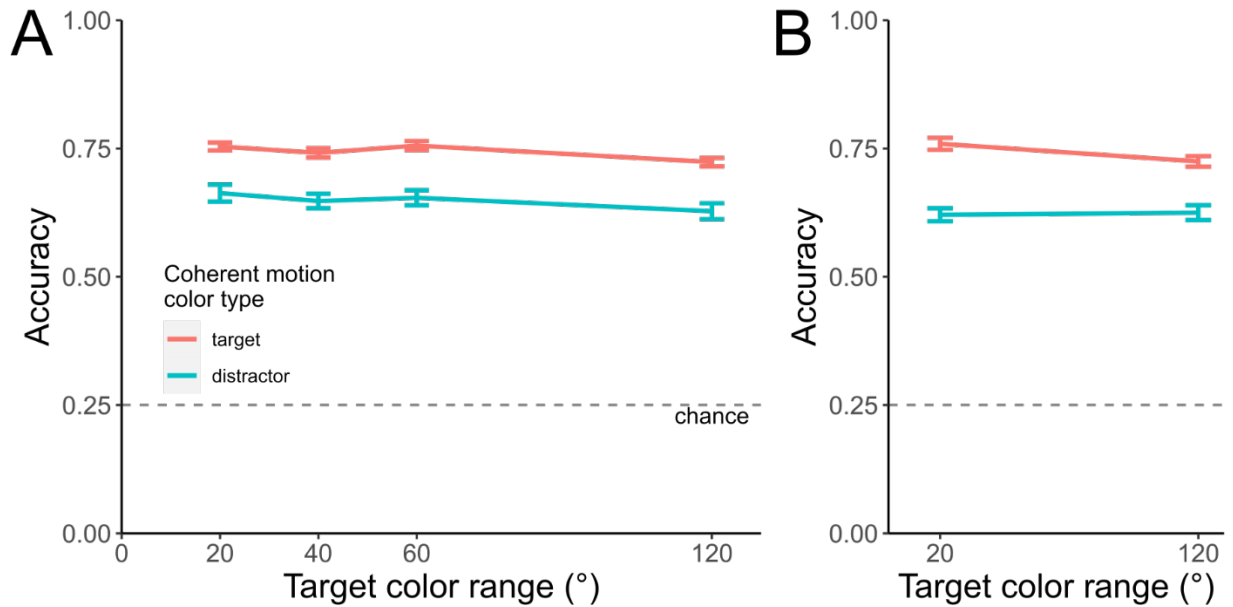 A
1.00
0.75
0.50
0.25
0.00
Accuracy
Coherent motion
color type
target
distractor
chance
0
20
40
60
120
Target color range (°)
B
1.00
0.75
0.50
0.25
0.00
Accuracy
20
120
Target color range (°)